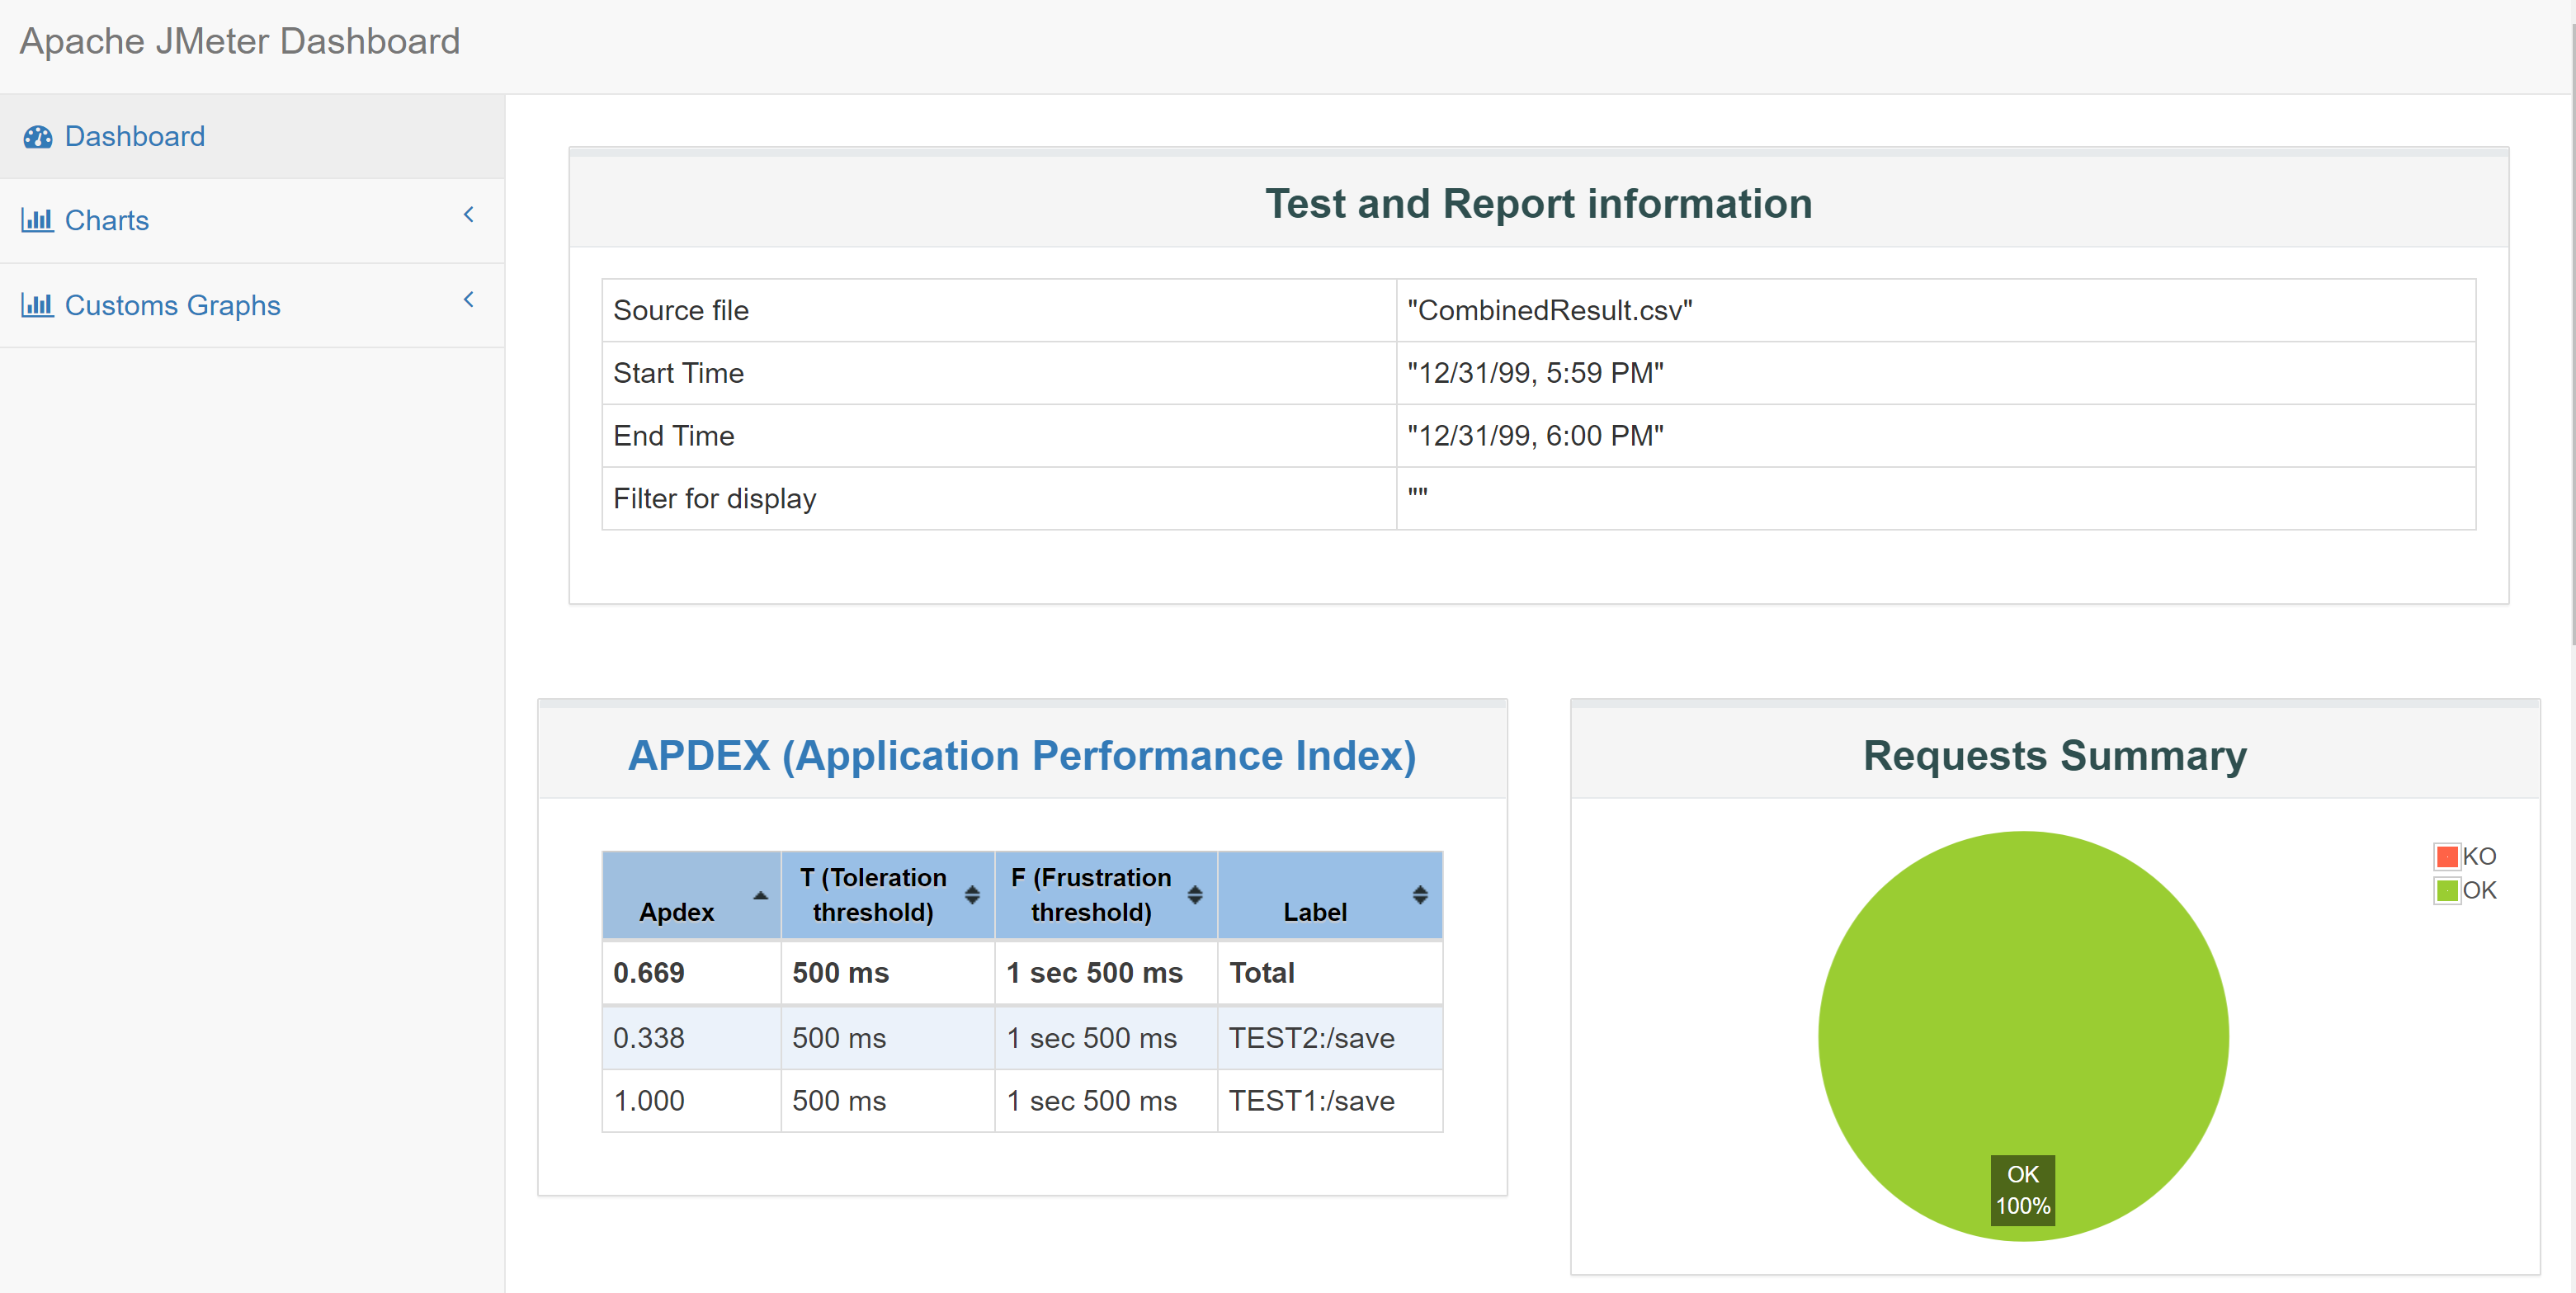 Apache JMeter Dashboard
Dashboard
Charts
Customs Graphs
Test and Report information
Source file "CombinedResult.csv"
Start Time "12/31/99, 5:59 PM"
End Time "12/31/99, 6:00 PM"
Filter for display ""
APDEX (Application Performance Index)
Apdex T (Toleration threshold) F (Frustration threshold) Label
0.669 500 ms 1 sec 500 ms Total
0.338 500 ms 1 sec 500 ms TEST2:/save
1.000 500 ms 1 sec 500 ms TEST1:/save
Requests Summary
KO
OK
OK
100%